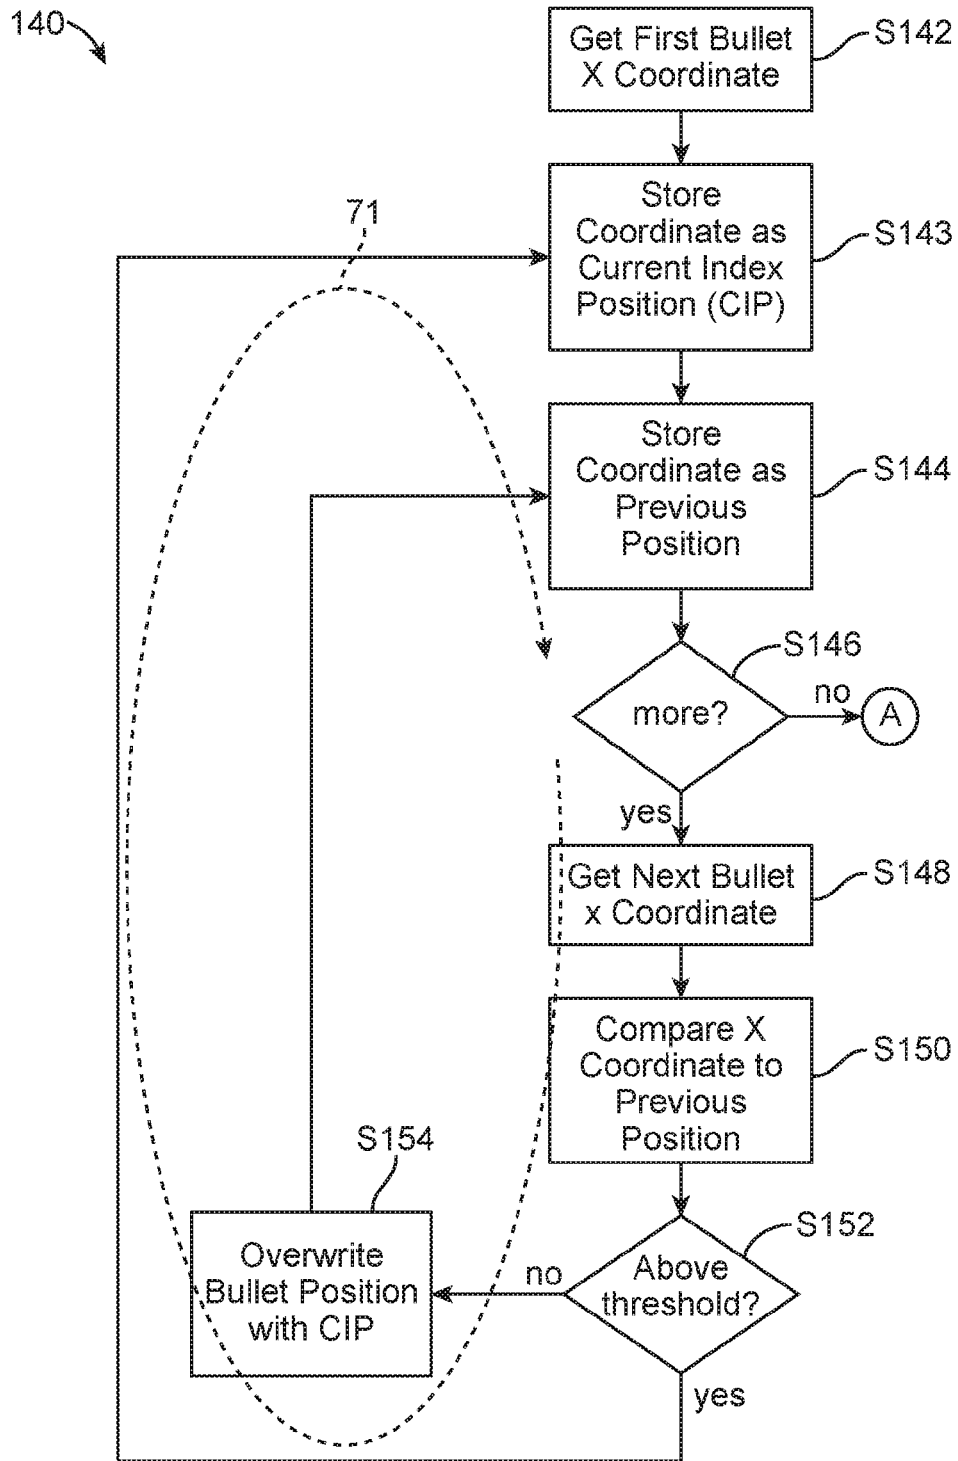 140
Get First Bullet
X Coordinate
S142
71
Store
Coordinate as
Current Index
Position (CIP)
S143
Store
Coordinate as
Previous
Position
S144
S146
more?
no
A
yes
Get Next Bullet
x Coordinate
S148
Compare X
Coordinate to
Previous
Position
S150
S154
Overwrite
Bullet Position
with CIP
no
S152
Above
threshold?
yes